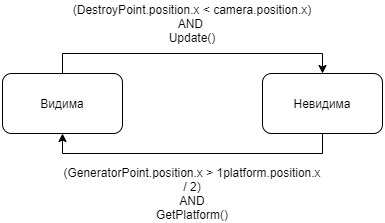 (DestroyPoint.position.x < camera.position.x)
AND
Update()
Видима
Невидима
(GeneratorPoint.position.x > 1platform.position.x
/ 2)
AND
GetPlatform()